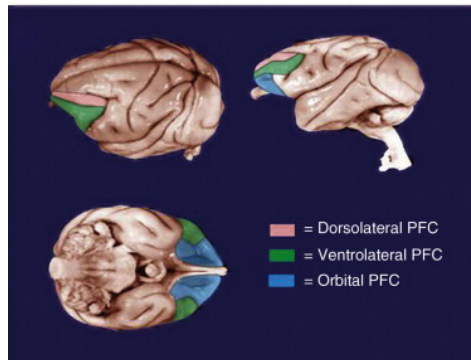 = Dorsolateral PFC
= Ventrolateral PFC
= Orbital PFC